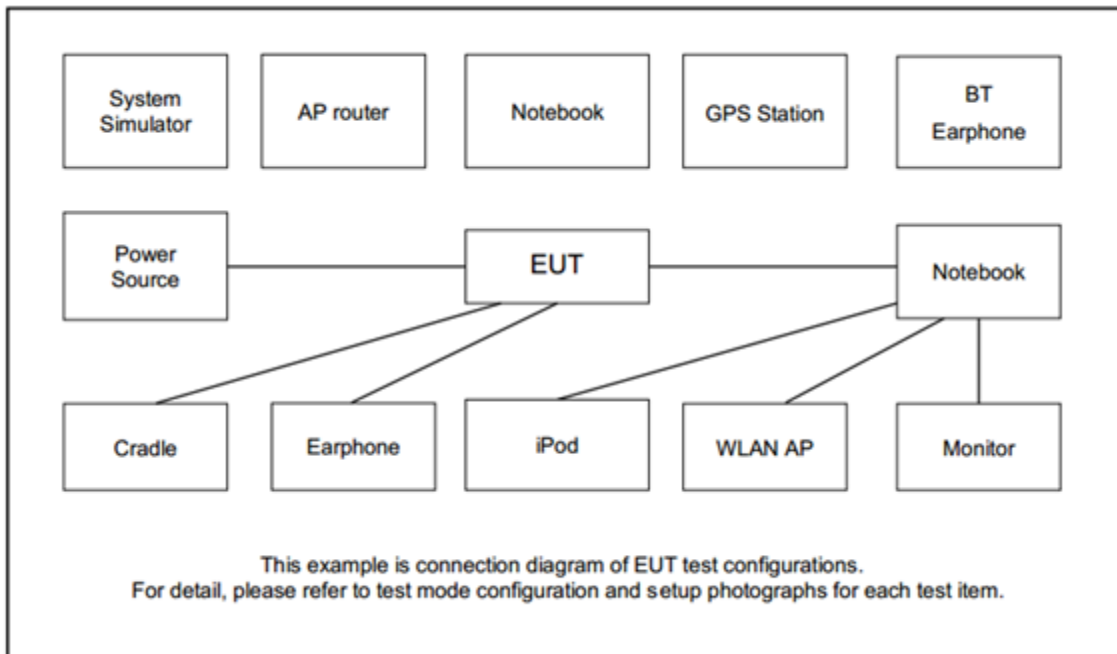 System
Simulator
AP router
Notebook
GPS Station
BT
Earphone
Power
Source
EUT
Notebook
Cradle
Earphone
iPod
WLAN AP
Monitor
This example is connection diagram of EUT test configurations.
For detail, please refer to test mode configuration and setup photographs for each test item.